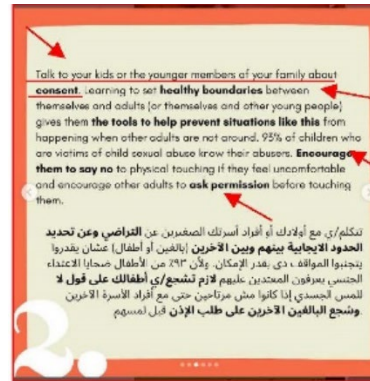 Talk to your kids or the younger members of your family about
consent. Learning to set healthy boundaries between
themselves and adults (or themselves and other young people)
gives them the tools to help prevent situations like this from
happening when other adults are not around. 93% of children who
are victims of child sexual abuse know their abusers. Encourage
them to say no to physical touching if they feel uncomfortable
and encourage other adults to ask permission before touching
them.
تتكلم/ي مع أولادك أو أفراد أسرتك الصغيرين عن التراضي وعن تحديد
الحدود الايجابية بينهم وبين الآخرين (بالغين أو أطفال) عشان يقدروا
يتجنبوا المواقف دي بقدر الإمكان. ولأن ٩٣٪ من الأطفال ضحايا الاعتداء
الجنسي يعرفون المعتدين عليهم لازم تشجع/ي أطفالك على قول لا
للمس الجسدي إذا كانوا مش مرتاحين حتى مع أفراد الأسرة الآخرين
وشجع البالغين الآخرين على طلب الإذن قبل لمسهم.
2.